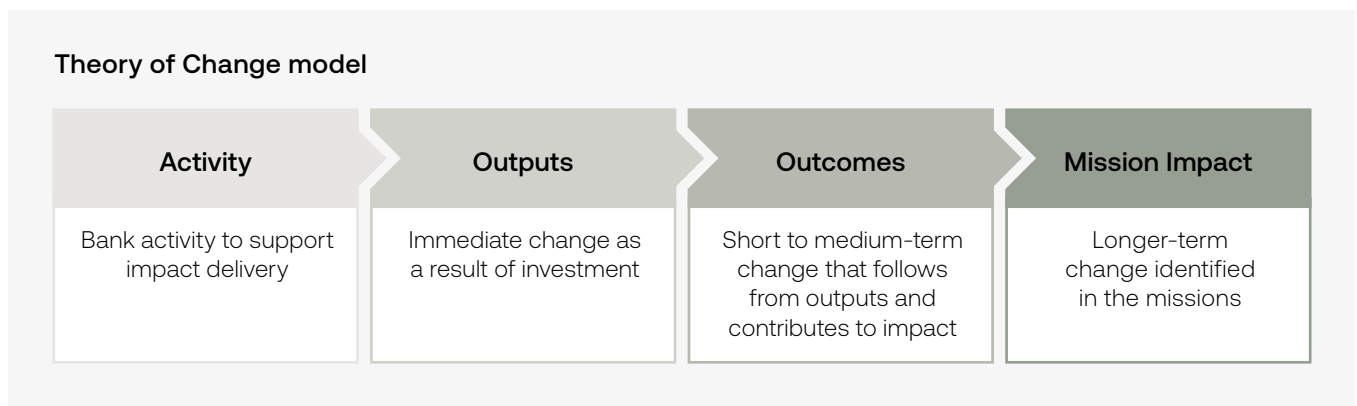 Theory of Change model
Activity
Bank activity to support
impact delivery
Outputs
Immediate change as
a result of investment
Outcomes
Short to medium-term
change that follows
from outputs and
contributes to impact
Mission Impact
Longer-term
change identified
in the missions